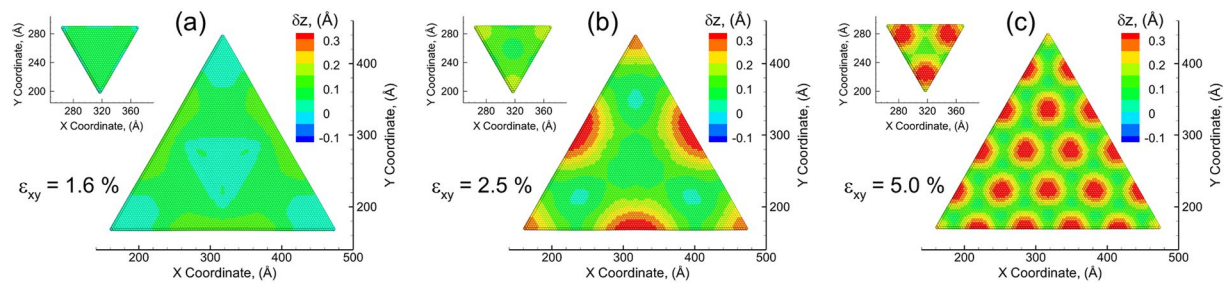 (a)
δz, (Å)
0.3
0.2
0.1
0
-0.1
Y Coordinate, (Å)
280
240
200
280
320
360
X Coordinate, (Å)
εxy = 1.6 %
Y Coordinate, (Å)
400
300
200
200
300
400
500
X Coordinate, (Å)
(b)
δz, (Å)
0.3
0.2
0.1
0
-0.1
Y Coordinate, (Å)
280
240
200
280
320
360
X Coordinate, (Å)
εxy = 2.5 %
Y Coordinate, (Å)
400
300
200
200
300
400
500
X Coordinate, (Å)
(c)
δz, (Å)
0.3
0.2
0.1
0
-0.1
Y Coordinate, (Å)
280
240
200
280
320
360
X Coordinate, (Å)
εxy = 5.0 %
Y Coordinate, (Å)
400
300
200
200
300
400
500
X Coordinate, (Å)